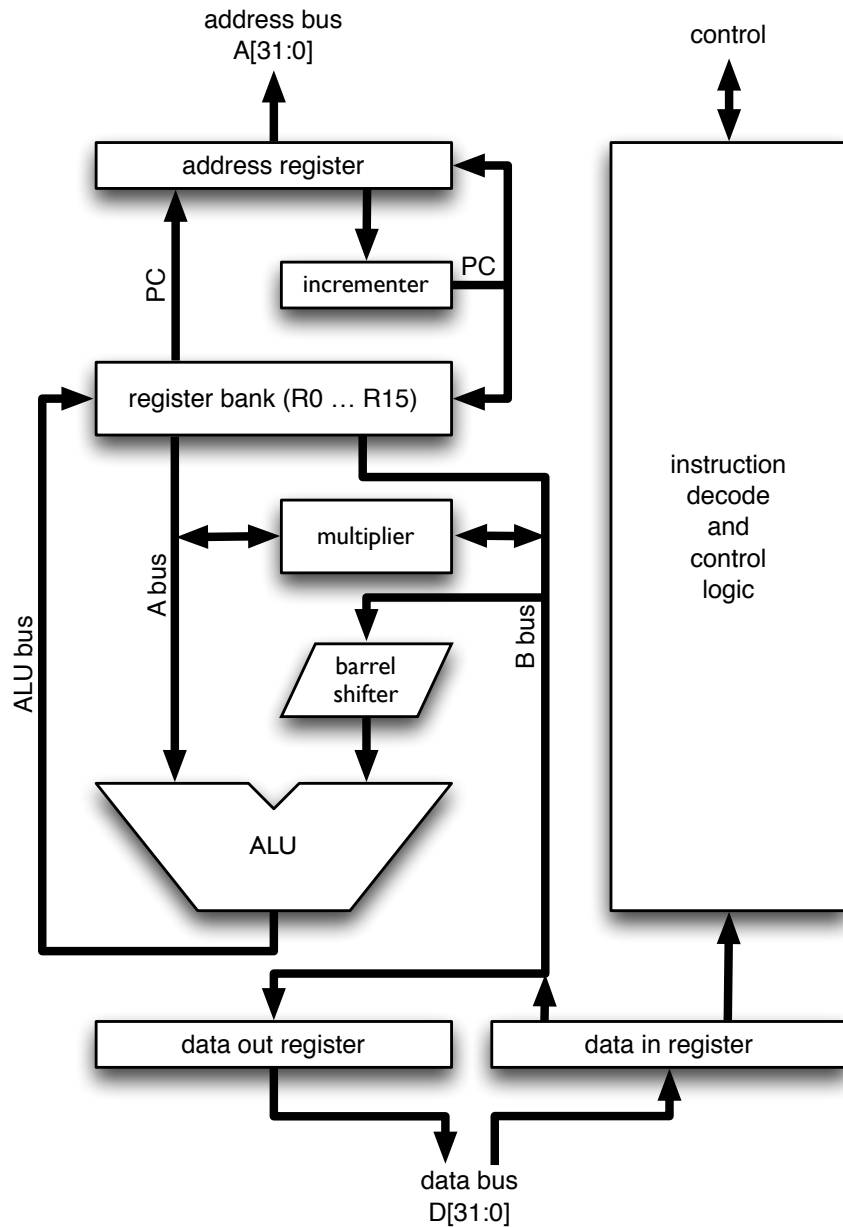 address bus
A[31:0]
control
address register
incrementer
PC
PC
register bank (R0 … R15)
instruction
decode
and
control
logic
multiplier
A bus
B bus
ALU bus
barrel
shifter
ALU
data out register
data in register
data bus
D[31:0]